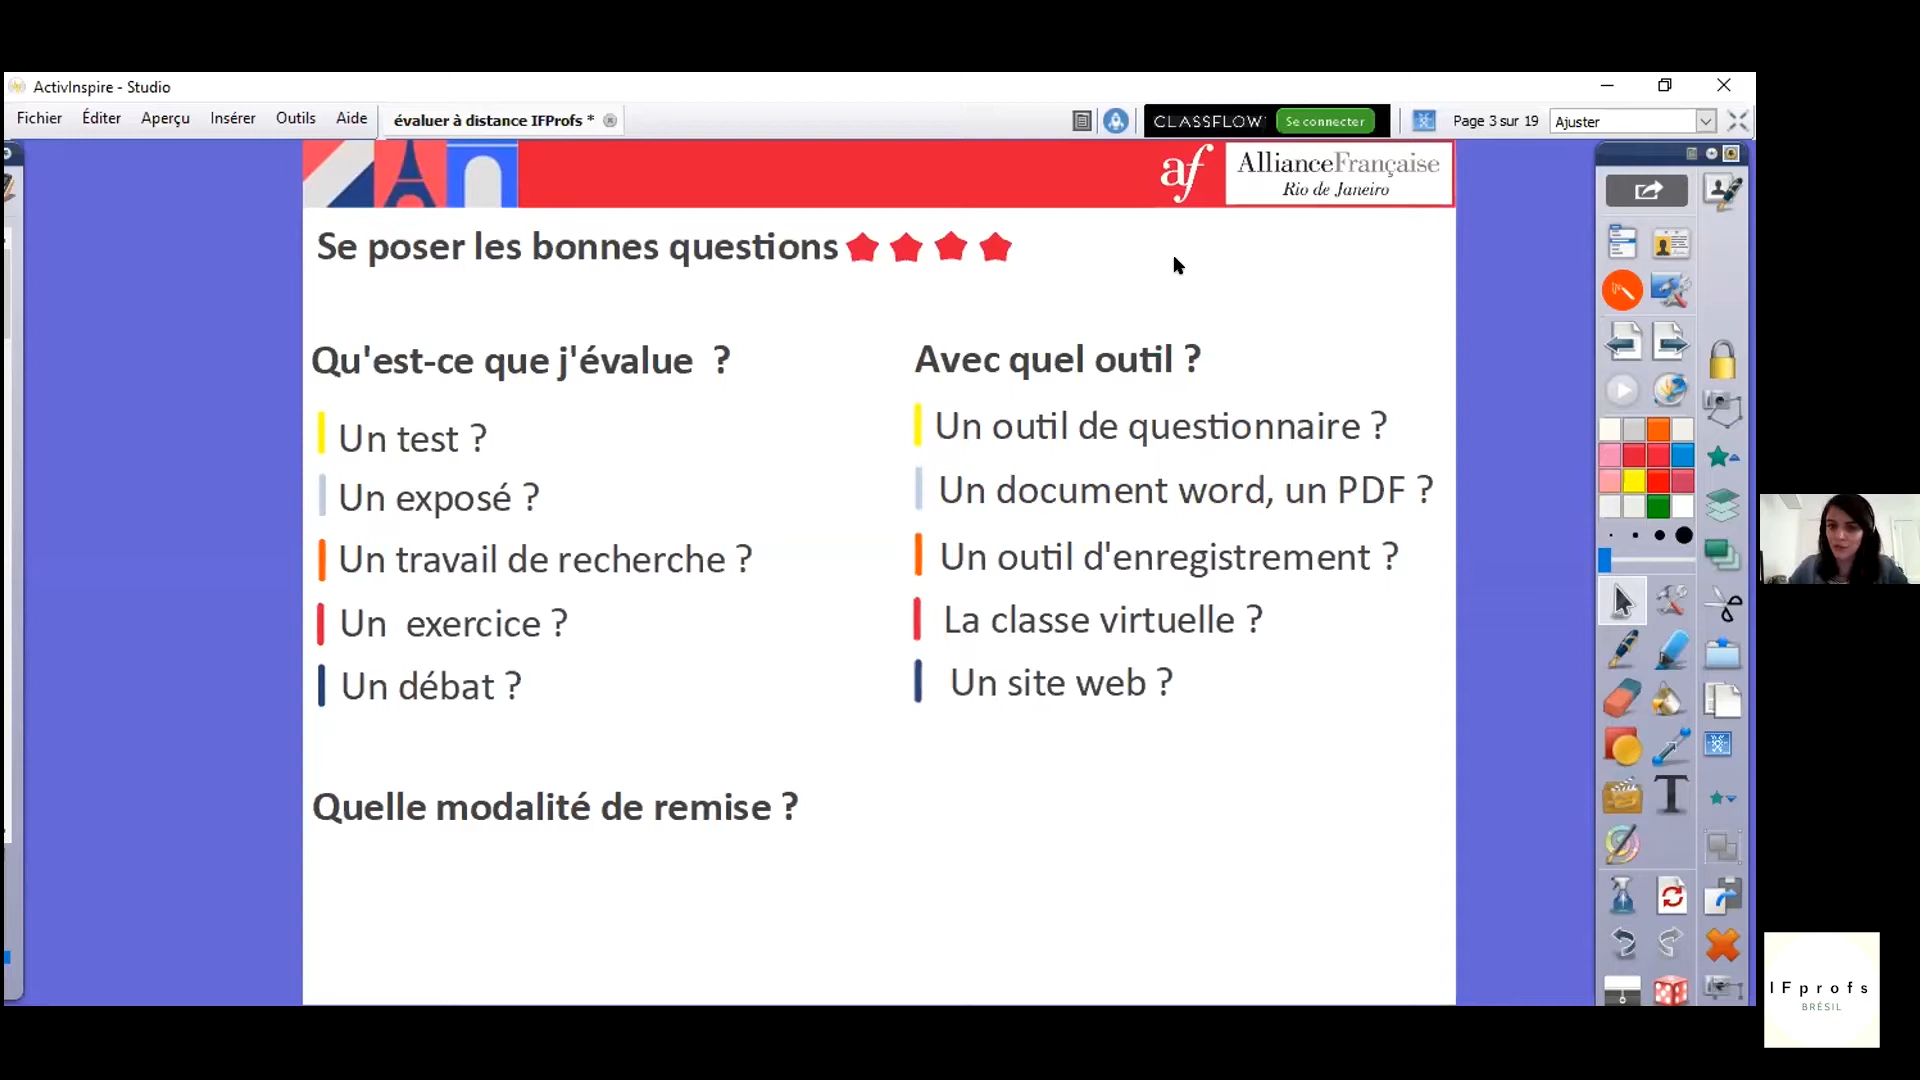 ActivInspire - Studio
Fichier Éditer Aperçu Insérer Outils Aide
évaluer à distance IFProfs *
CLASSFLOW Se connecter
Page 3 sur 19 Ajuster
af AllianceFrançaise
Rio de Janeiro
Se poser les bonnes questions
Qu'est-ce que j'évalue  ?
Un test ?
Un exposé ?
Un travail de recherche ?
Un  exercice ?
Un débat ?
Avec quel outil ?
Un outil de questionnaire ?
Un document word, un PDF ?
Un outil d'enregistrement ?
La classe virtuelle ?
Un site web ?
Quelle modalité de remise ?
T
IFprofs
BRÉSIL